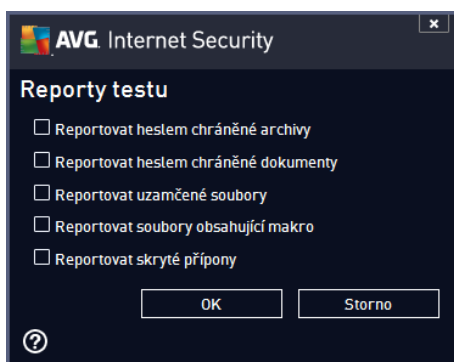 AVG. Internet Security
Reporty testu
Reportovat heslem chráněné archivy
Reportovat heslem chráněné dokumenty
Reportovat uzamčené soubory
Reportovat soubory obsahující makro
Reportovat skryté přípony
OK Storno
?